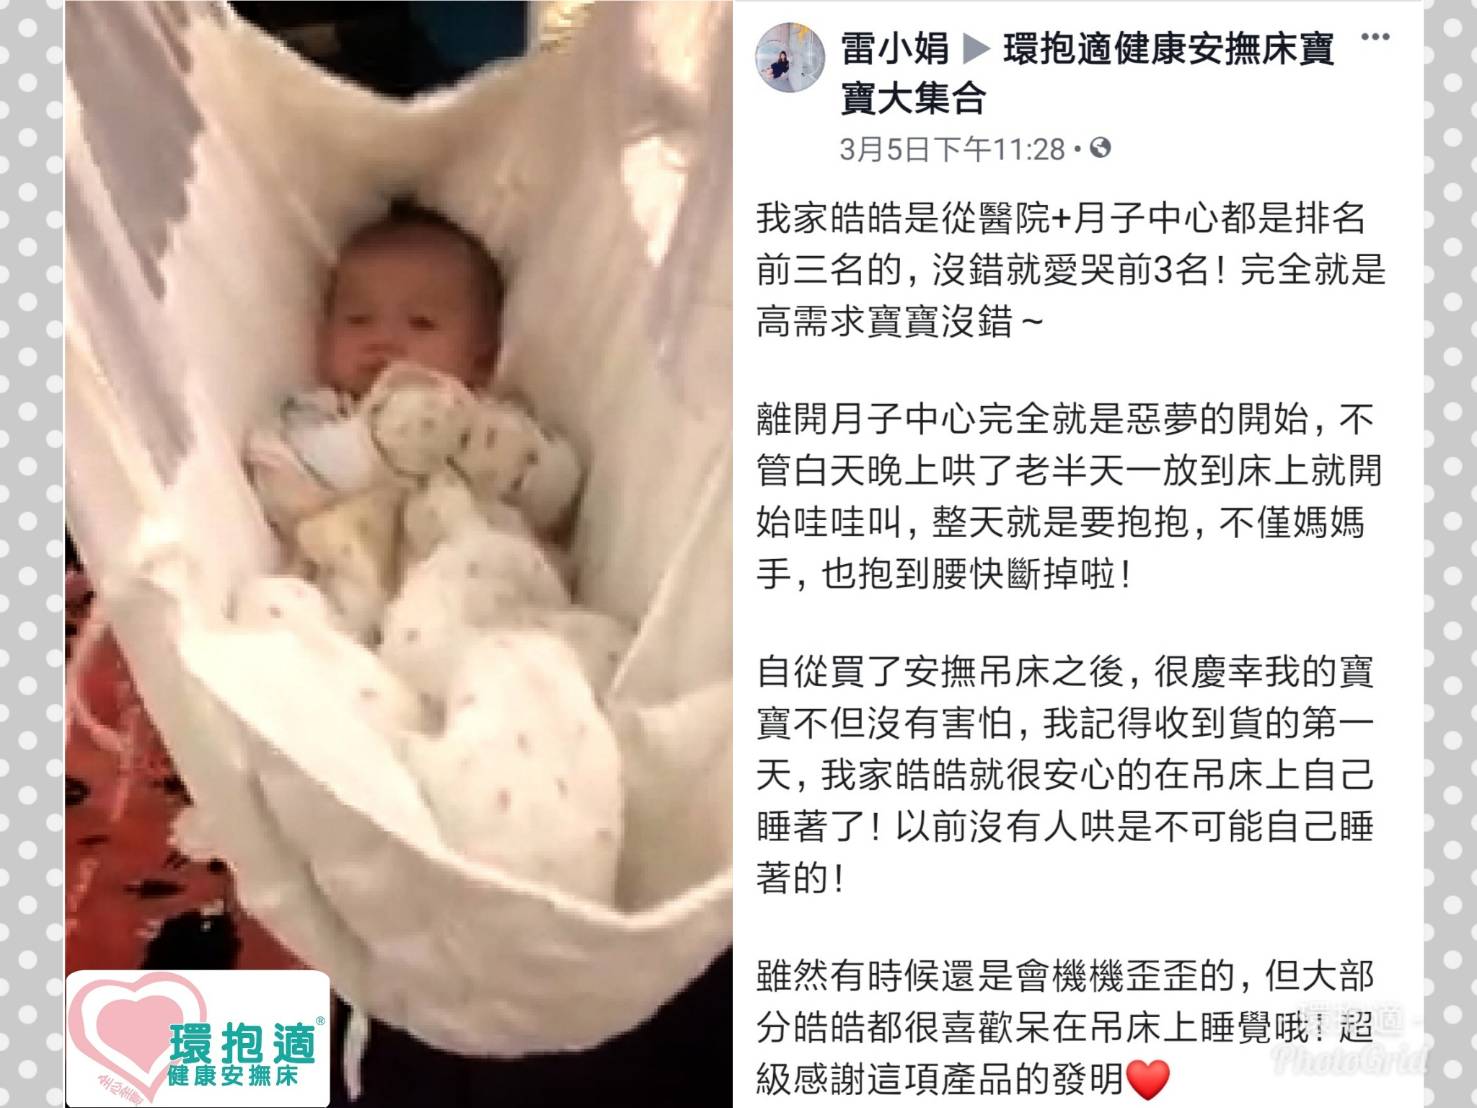 雷小娟 ▶ 環抱適健康安撫床寶
寶大集合
3月5日下午11:28
我家皓皓是從醫院+月子中心都是排名
前三名的, 沒錯就愛哭前3名! 完全就是
高需求寶寶沒錯~
離開月子中心完全就是惡夢的開始, 不
管白天晚上哄了老半天一放到床上就開
始哇哇叫, 整天就是要抱抱, 不僅媽媽
手, 也抱到腰快斷掉啦!
自從買了安撫吊床之後, 很慶幸我的寶
寶不但沒有害怕, 我記得收到貨的第一
天, 我家皓皓就很安心的在吊床上自己
睡著了! 以前沒有人哄是不可能自己睡
著的!
雖然有時候還是會機機歪歪的, 但大部
分皓皓都很喜歡呆在吊床上睡覺哦! 超
級感謝這項產品的發明❤
環抱適®
健康安撫床
環抱適
PhotoGrid